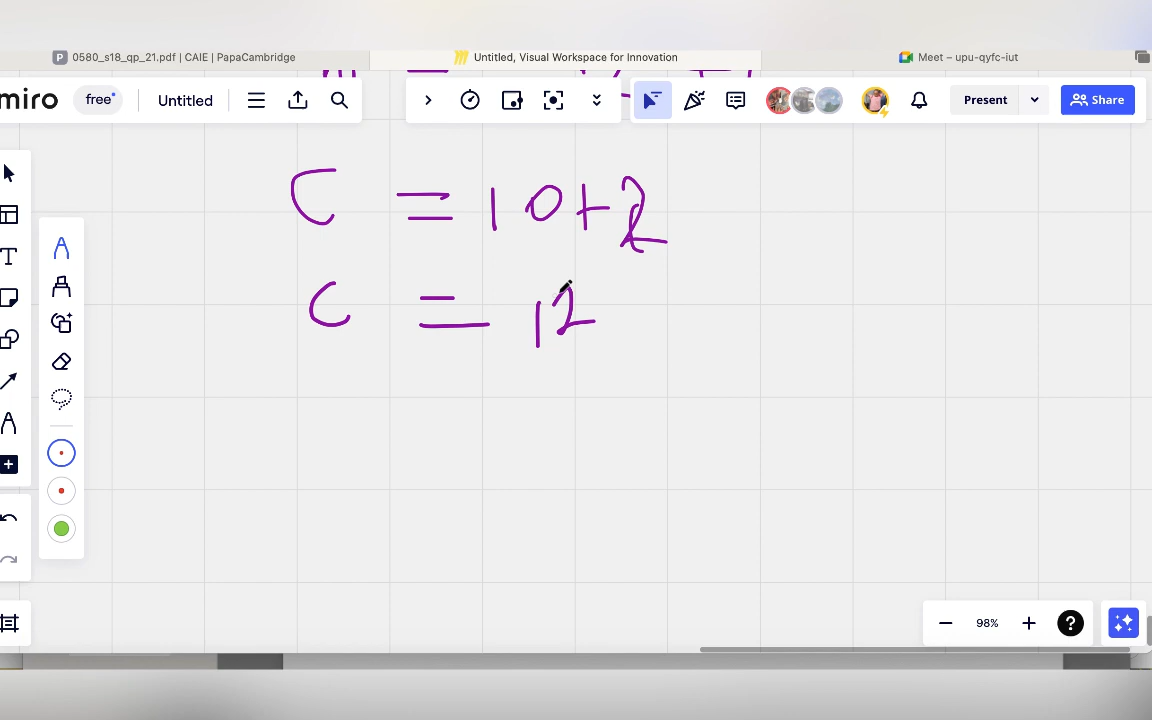 0580_s18_qp_21.pdf | CAIE | PapaCambridge
Untitled, Visual Workspace for Innovation
Meet – upu-qyfc-iut
miro
free
Untitled
Present
Share
C = 10+2
C = 12
98%